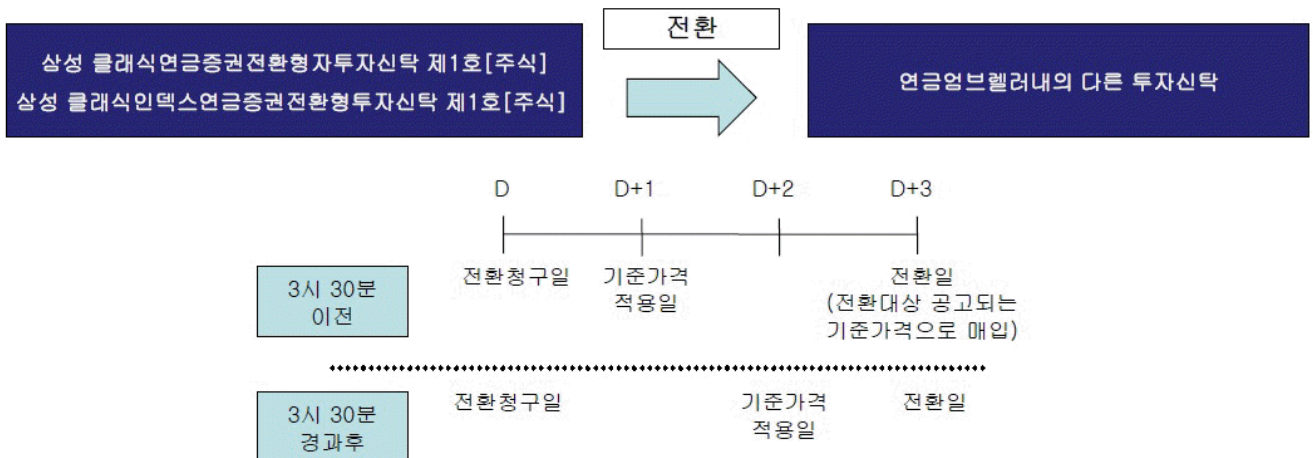 전환
삼성 클래식연금증권전환형자투자신탁 제1호[주식]
삼성 클래식인덱스연금증권전환형투자신탁 제1호[주식]
연금엄브렐러내의 다른 투자신탁
D D+1 D+2 D+3
3시 30분
이전
전환청구일
기준가격
적용일
전환일
(전환대상 공고되는
기준가격으로 매입)
3시 30분
경과후
전환청구일
기준가격
적용일
전환일